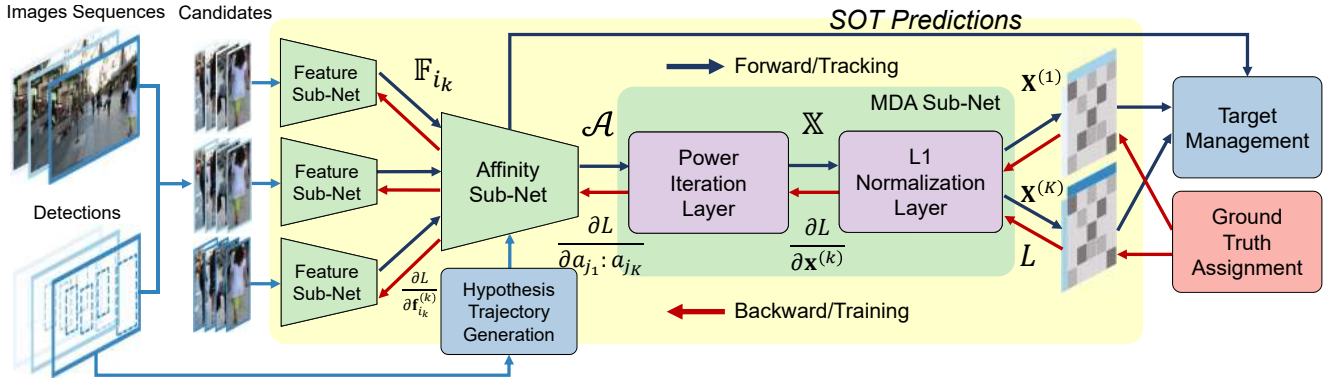 Images Sequences
Candidates
SOT Predictions
Feature
Sub-Net
𝔽_{i_k}
Forward/Tracking
MDA Sub-Net
X^{(1)}
Target
Management
𝒜
𝕏
Affinity
Sub-Net
Power
Iteration
Layer
L1
Normalization
Layer
Feature
Sub-Net
X^{(K)}
Detections
Ground
Truth
Assignment
∂L
∂a_{j_1}: a_{j_K}
∂L
∂x^{(k)}
L
Feature
Sub-Net
∂L
∂f_{i_k}^{(k)}
Hypothesis
Trajectory
Generation
Backward/Training